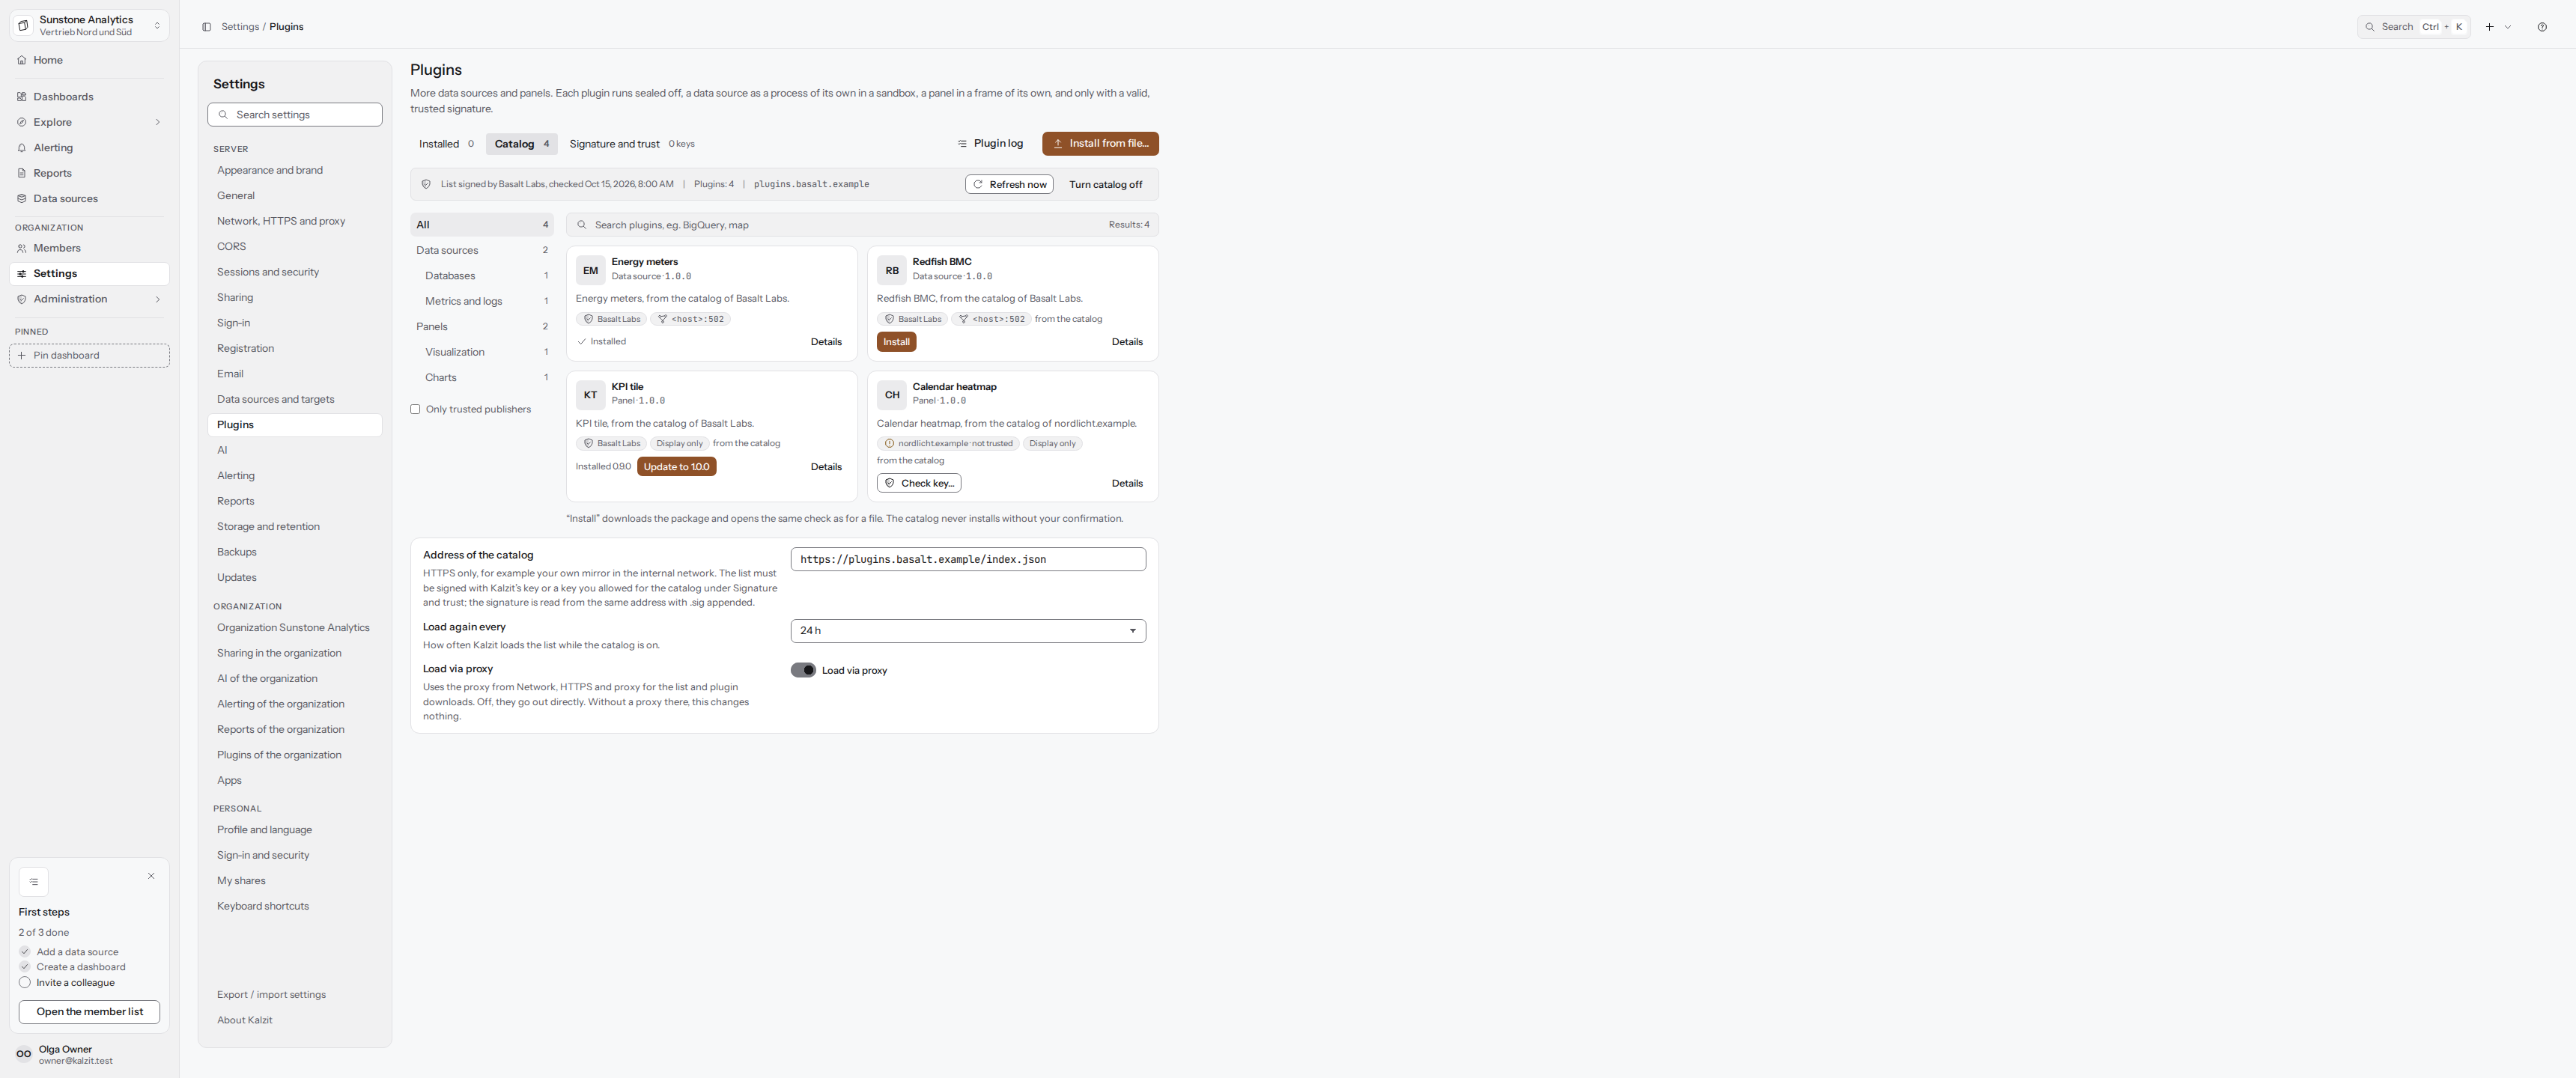 Sunstone Analytics
Vertrieb Nord und Süd
Home
Dashboards
Explore
Alerting
Reports
Data sources
ORGANIZATION
Members
Settings
Administration
PINNED
Pin dashboard
First steps
2 of 3 done
Add a data source
Create a dashboard
Invite a colleague
Open the member list
OO
Olga Owner
owner@kalzit.test
Settings / Plugins
Search Ctrl + K
Settings
Search settings
SERVER
Appearance and brand
General
Network, HTTPS and proxy
CORS
Sessions and security
Sharing
Sign-in
Registration
Email
Data sources and targets
Plugins
AI
Alerting
Reports
Storage and retention
Backups
Updates
ORGANIZATION
Organization Sunstone Analytics
Sharing in the organization
AI of the organization
Alerting of the organization
Reports of the organization
Plugins of the organization
Apps
PERSONAL
Profile and language
Sign-in and security
My shares
Keyboard shortcuts
Export / import settings
About Kalzit
Plugins
More data sources and panels. Each plugin runs sealed off, a data source as a process of its own in a sandbox, a panel in a frame of its own, and only with a valid,
trusted signature.
Installed 0
Catalog 4
Signature and trust 0 keys
Plugin log
Install from file…
List signed by Basalt Labs, checked Oct 15, 2026, 8:00 AM | Plugins: 4 | plugins.basalt.example
Refresh now
Turn catalog off
All 4
Data sources 2
Databases 1
Metrics and logs 1
Panels 2
Visualization 1
Charts 1
Only trusted publishers
Search plugins, e.g. BigQuery, map
Results: 4
EM
Energy meters
Data source · 1.0.0
Energy meters, from the catalog of Basalt Labs.
Basalt Labs <host>:502
Installed
Details
RB
Redfish BMC
Data source · 1.0.0
Redfish BMC, from the catalog of Basalt Labs.
Basalt Labs <host>:502 from the catalog
Install
Details
KT
KPI tile
Panel · 1.0.0
KPI tile, from the catalog of Basalt Labs.
Basalt Labs Display only from the catalog
Installed 0.9.0 Update to 1.0.0
Details
CH
Calendar heatmap
Panel · 1.0.0
Calendar heatmap, from the catalog of nordlicht.example.
nordlicht.example · not trusted Display only
from the catalog
Check key…
Details
“Install” downloads the package and opens the same check as for a file. The catalog never installs without your confirmation.
Address of the catalog
HTTPS only, for example your own mirror in the internal network. The list must
be signed with Kalzit's key or a key you allowed for the catalog under Signature
and trust; the signature is read from the same address with .sig appended.
https://plugins.basalt.example/index.json
Load again every
How often Kalzit loads the list while the catalog is on.
24 h
Load via proxy
Uses the proxy from Network, HTTPS and proxy for the list and plugin
downloads. Off, they go out directly. Without a proxy there, this changes
nothing.
Load via proxy